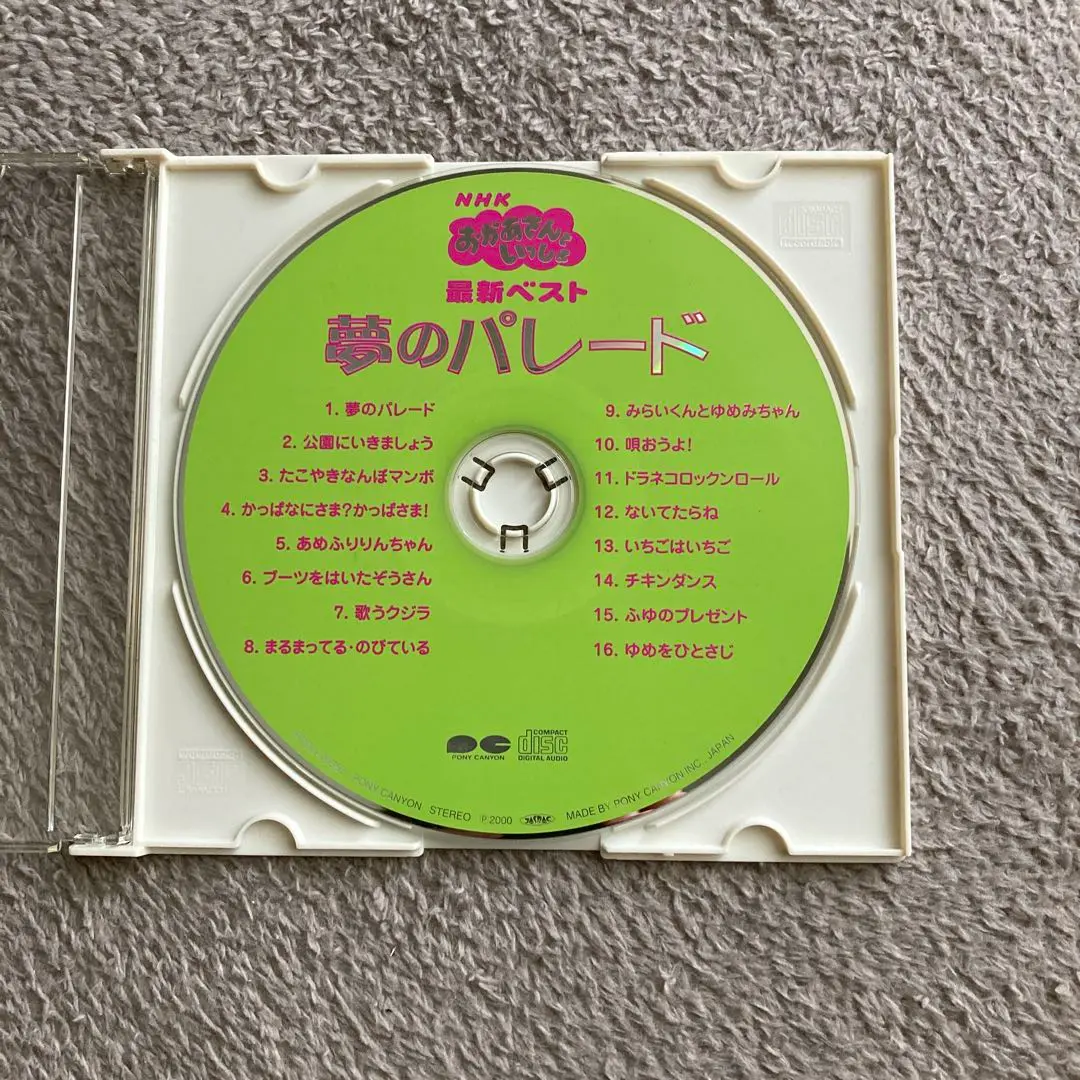 NHK
おかあさんと
いっしょ
最新ベスト
夢のパレード
1. 夢のパレード
2. 公園にいきましょう
3. たこやきなんぼマンボ
4. かっぱなにさま?かっぱさま!
5. あめふりりんちゃん
6. ブーツをはいたぞうさん
7. 歌うクジラ
8. まるまってる・のびている
9. みらいくんとゆめみちゃん
10. 唄おうよ!
11. ドラネコロックンロール
12. ないてたらね
13. いちごはいちご
14. チキンダンス
15. ふゆのプレゼント
16. ゆめをひとさじ
PONY CANYON
COMPACT
disc
DIGITAL AUDIO
PONY CANYON STEREO ℗2000 JASRAC MADE BY PONY CANYON INC., JAPAN
COMPACT
disc
Recordable